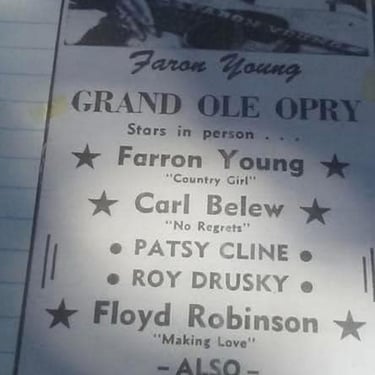 Faron Young
GRAND OLE OPRY
Stars in person . . .
★ Farron Young ★
"Country Girl"
★ Carl Belew ★
"No Regrets"
• PATSY CLINE •
• ROY DRUSKY •
★ Floyd Robinson ★
"Making Love"
– ALSO –